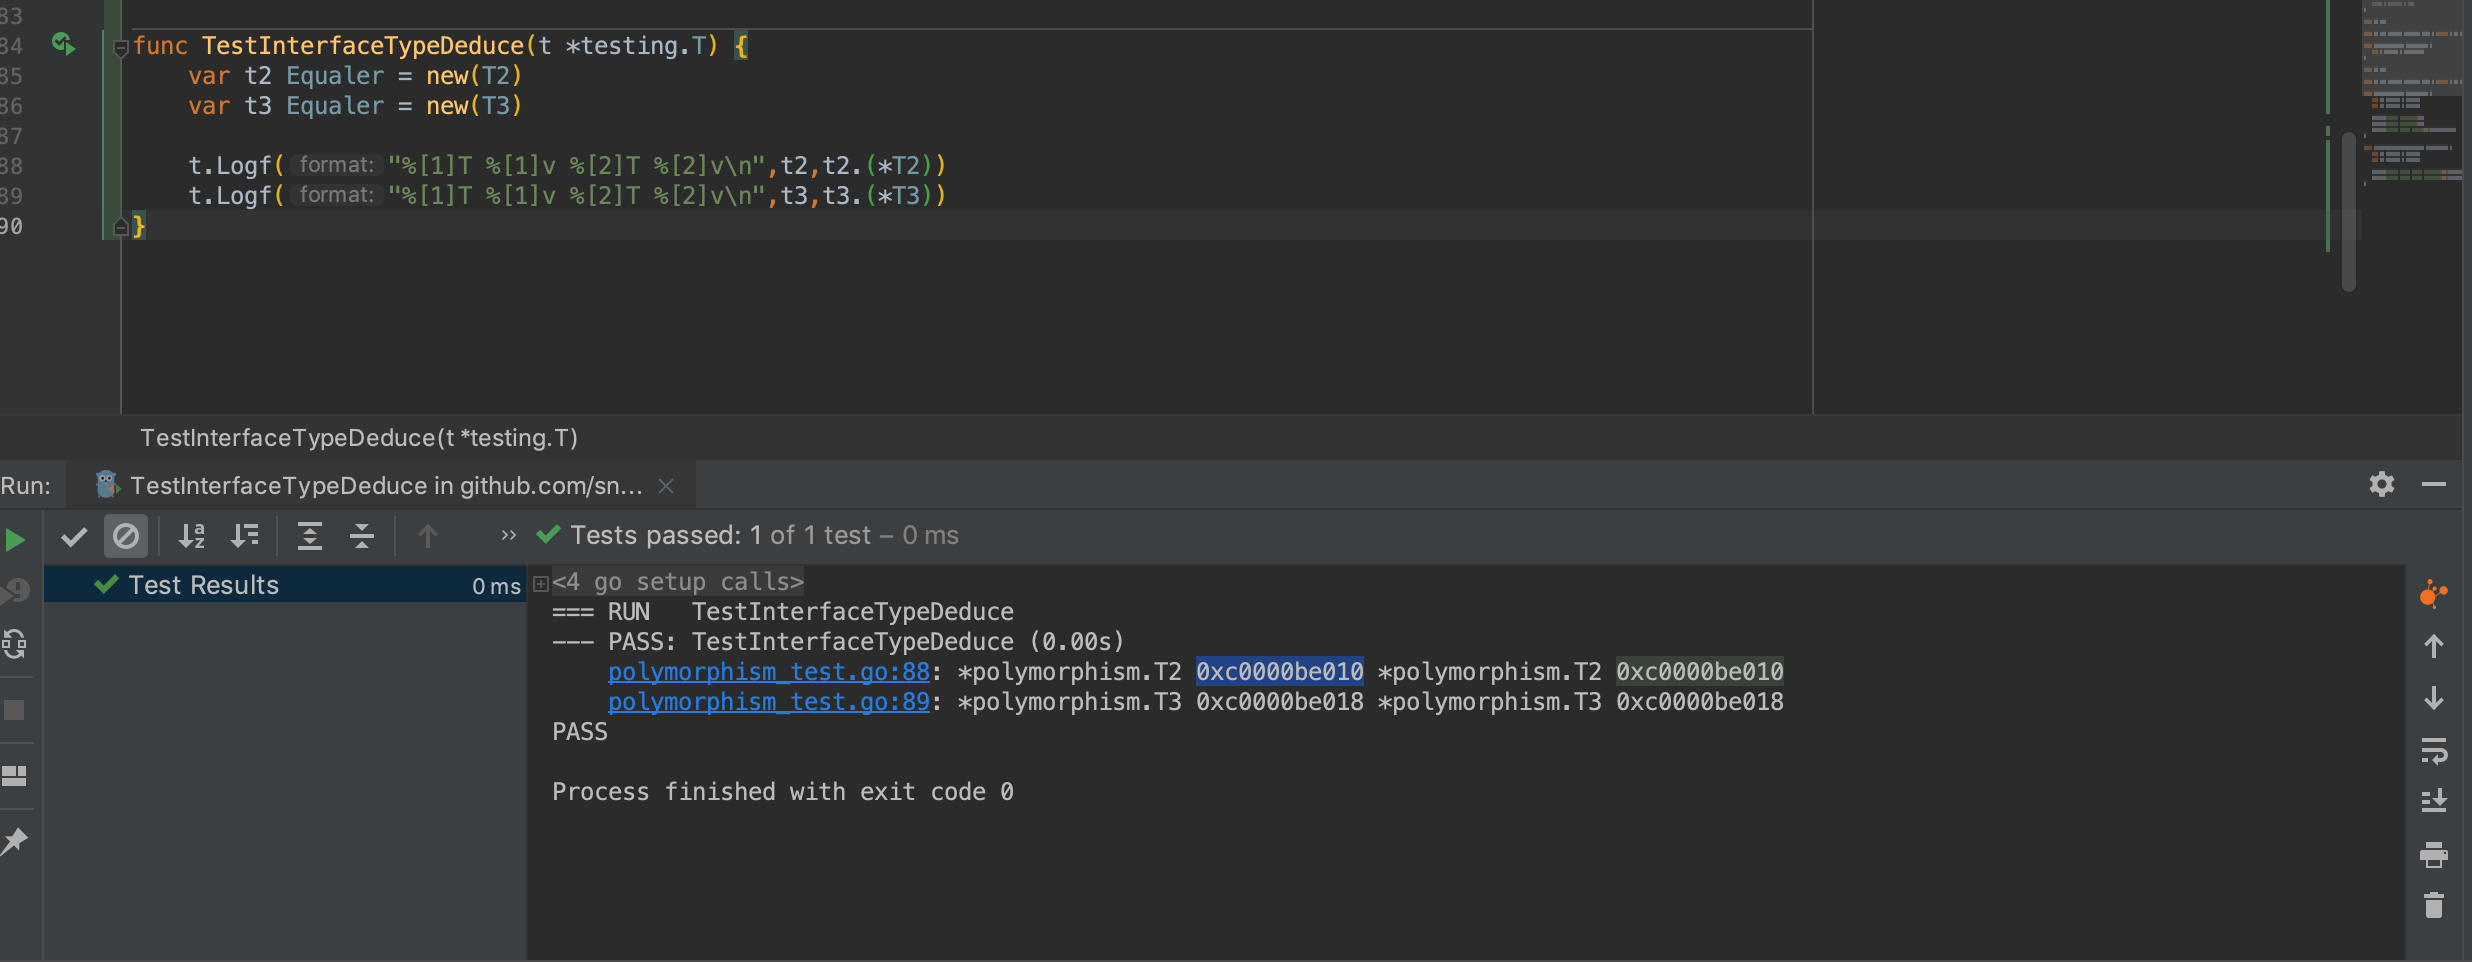 83
84 func TestInterfaceTypeDeduce(t *testing.T) {
85 var t2 Equaler = new(T2)
86 var t3 Equaler = new(T3)
87
88 t.Logf( format: "%[1]T %[1]v %[2]T %[2]v\n",t2,t2.(*T2))
89 t.Logf( format: "%[1]T %[1]v %[2]T %[2]v\n",t3,t3.(*T3))
90 }
TestInterfaceTypeDeduce(t *testing.T)
Run: TestInterfaceTypeDeduce in github.com/sn...
Tests passed: 1 of 1 test – 0 ms
Test Results 0 ms
<4 go setup calls>
=== RUN   TestInterfaceTypeDeduce
--- PASS: TestInterfaceTypeDeduce (0.00s)
polymorphism_test.go:88: *polymorphism.T2 0xc0000be010 *polymorphism.T2 0xc0000be010
polymorphism_test.go:89: *polymorphism.T3 0xc0000be018 *polymorphism.T3 0xc0000be018
PASS
Process finished with exit code 0